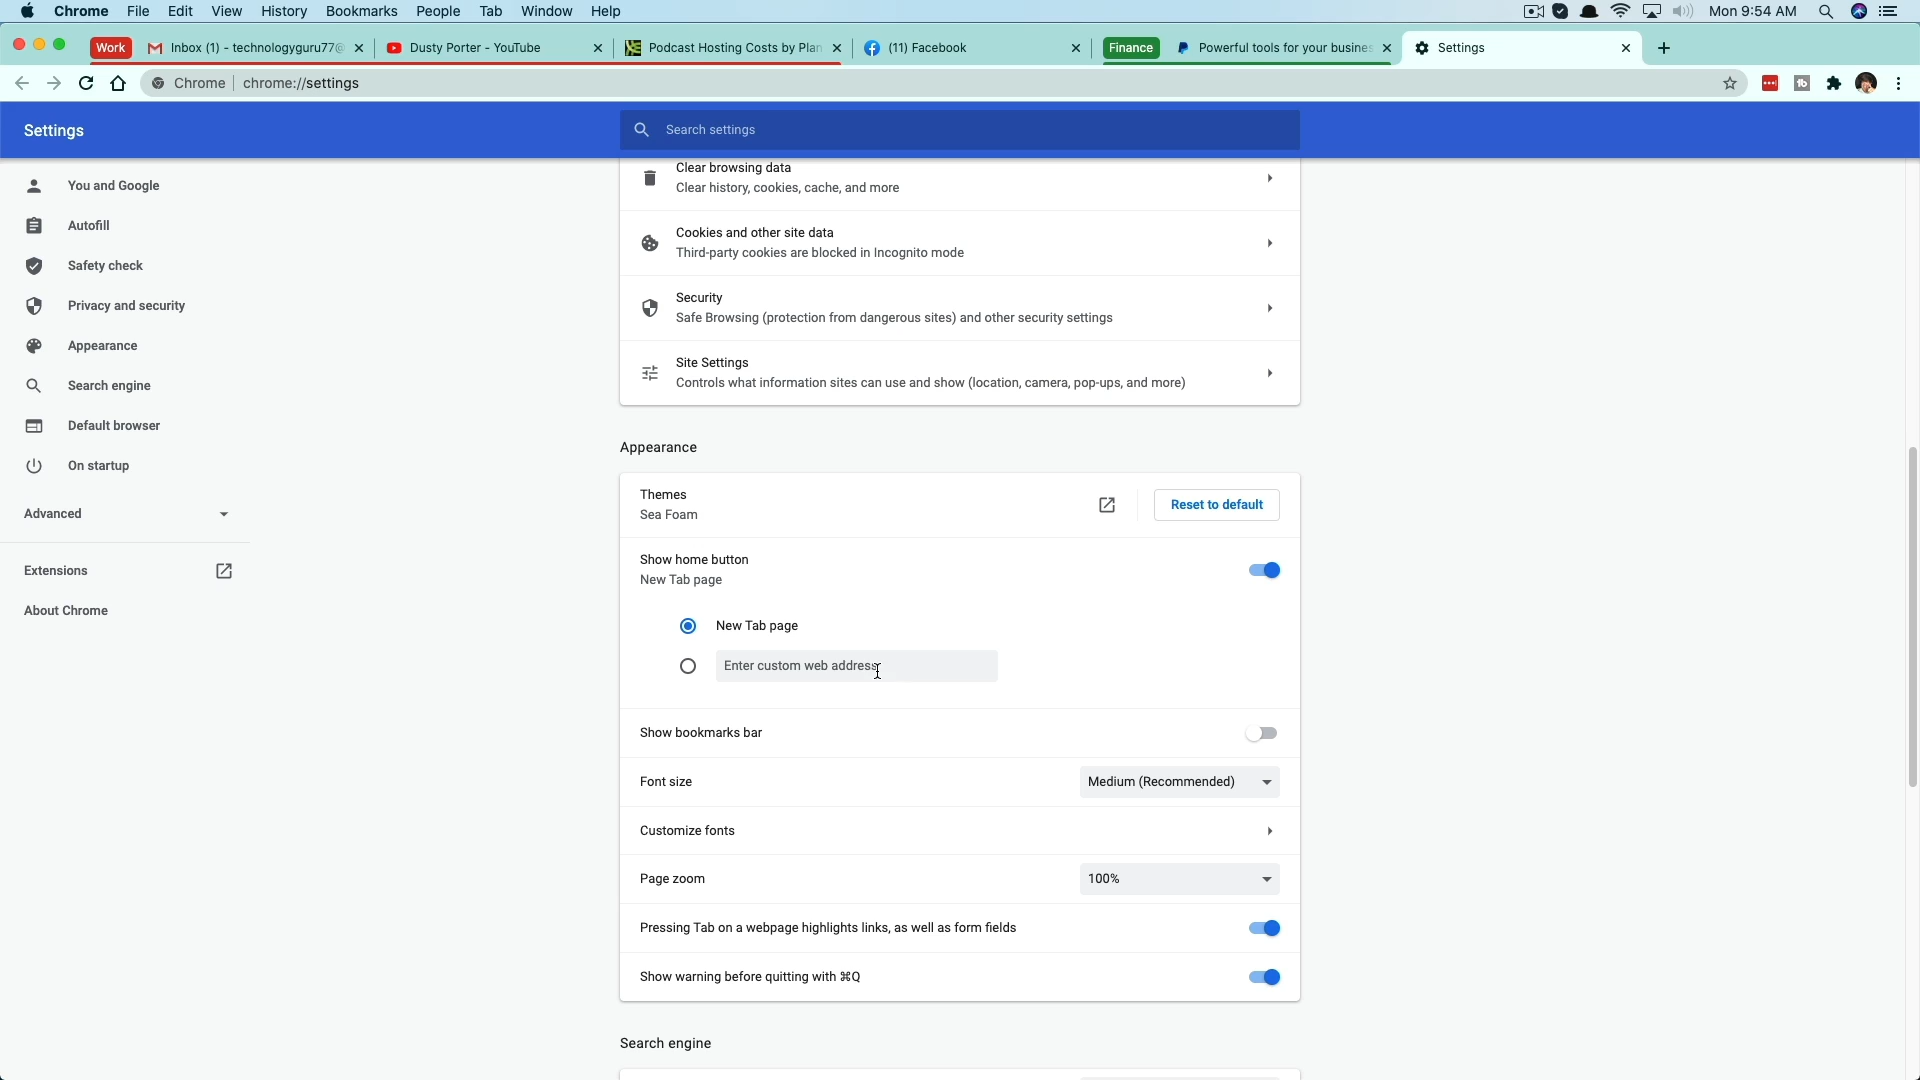 Chrome File Edit View History Bookmarks People Tab Window Help Mon 9:54 AM
Work Inbox (1) - technologyguru77@ Dusty Porter - YouTube Podcast Hosting Costs by Plan (11) Facebook Finance Powerful tools for your busines Settings
Chrome chrome://settings
Settings
Search settings
You and Google
Autofill
Safety check
Privacy and security
Appearance
Search engine
Default browser
On startup
Advanced
Extensions
About Chrome
Clear browsing data
Clear history, cookies, cache, and more
Cookies and other site data
Third-party cookies are blocked in Incognito mode
Security
Safe Browsing (protection from dangerous sites) and other security settings
Site Settings
Controls what information sites can use and show (location, camera, pop-ups, and more)
Appearance
Themes
Sea Foam
Reset to default
Show home button
New Tab page
New Tab page
Enter custom web address
Show bookmarks bar
Font size Medium (Recommended)
Customize fonts
Page zoom 100%
Pressing Tab on a webpage highlights links, as well as form fields
Show warning before quitting with ⌘Q
Search engine